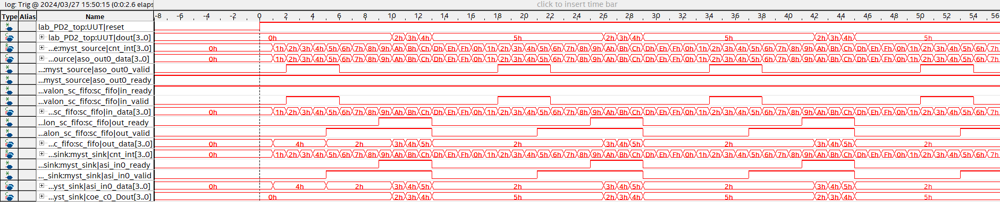 log: Trig @ 2024/03/27 15:50:15 (0:0:2.6 elaps click to insert time bar
Type Alias Name -8 -6 -4 -2 0 2 4 6 8 10 12 14 16 18 20 22 24 26 28 30 32 34 36 38 40 42 44 46 48 50 52 54 56
lab_PD2_top:UUT|reset
lab_PD2_top:UUT|dout[3..0] 0h 2h 3h 4h 5h 2h 3h 4h 5h 2h 3h 4h 5h
...e:myst_source|cnt_int[3..0] 0h 1h 2h 3h 4h 5h 6h 7h 8h 9h Ah Bh Ch Dh Eh Fh 0h 1h 2h 3h 4h 5h 6h 7h 8h 9h Ah Bh Ch Dh Eh Fh 0h 1h 2h 3h 4h 5h 6h 7h 8h 9h Ah Bh Ch Dh Eh Fh 0h 1h 2h 3h 4h 5h 6h 7h
...ource|aso_out0_data[3..0] 0h 1h 2h 3h 4h 5h 6h 7h 8h 9h Ah Bh Ch Dh Eh Fh 0h 1h 2h 3h 4h 5h 6h 7h 8h 9h Ah Bh Ch Dh Eh Fh 0h 1h 2h 3h 4h 5h 6h 7h 8h 9h Ah Bh Ch Dh Eh Fh 0h 1h 2h 3h 4h 5h 6h 7h
...:myst_source|aso_out0_valid
...myst_source|aso_out0_ready
...valon_sc_fifo:sc_fifo|in_ready
...valon_sc_fifo:sc_fifo|in_valid
...sc_fifo:sc_fifo|in_data[3..0] 0h 1h 2h 3h 4h 5h 6h 7h 8h 9h Ah Bh Ch Dh Eh Fh 0h 1h 2h 3h 4h 5h 6h 7h 8h 9h Ah Bh Ch Dh Eh Fh 0h 1h 2h 3h 4h 5h 6h 7h 8h 9h Ah Bh Ch Dh Eh Fh 0h 1h 2h 3h 4h 5h 6h 7h
...lon_sc_fifo:sc_fifo|out_ready
...alon_sc_fifo:sc_fifo|out_valid
...c_fifo:sc_fifo|out_data[3..0] 0h 4h 2h 3h 4h 5h 2h 3h 4h 5h 2h 3h 4h 5h 2h
...sink:myst_sink|cnt_int[3..0] 0h 1h 2h 3h 4h 5h 6h 7h 8h 9h Ah Bh Ch Dh Eh Fh 0h 1h 2h 3h 4h 5h 6h 7h 8h 9h Ah Bh Ch Dh Eh Fh 0h 1h 2h 3h 4h 5h 6h 7h 8h 9h Ah Bh Ch Dh Eh Fh 0h 1h 2h 3h 4h 5h 6h 7h
...sink:myst_sink|asi_in0_ready
..._sink:myst_sink|asi_in0_valid
...yst_sink|asi_in0_data[3..0] 0h 4h 2h 3h 4h 5h 2h 3h 4h 5h 2h 3h 4h 5h 2h
...yst_sink|coe_c0_Dout[3..0] 0h 2h 3h 4h 5h 2h 3h 4h 5h 2h 3h 4h 5h